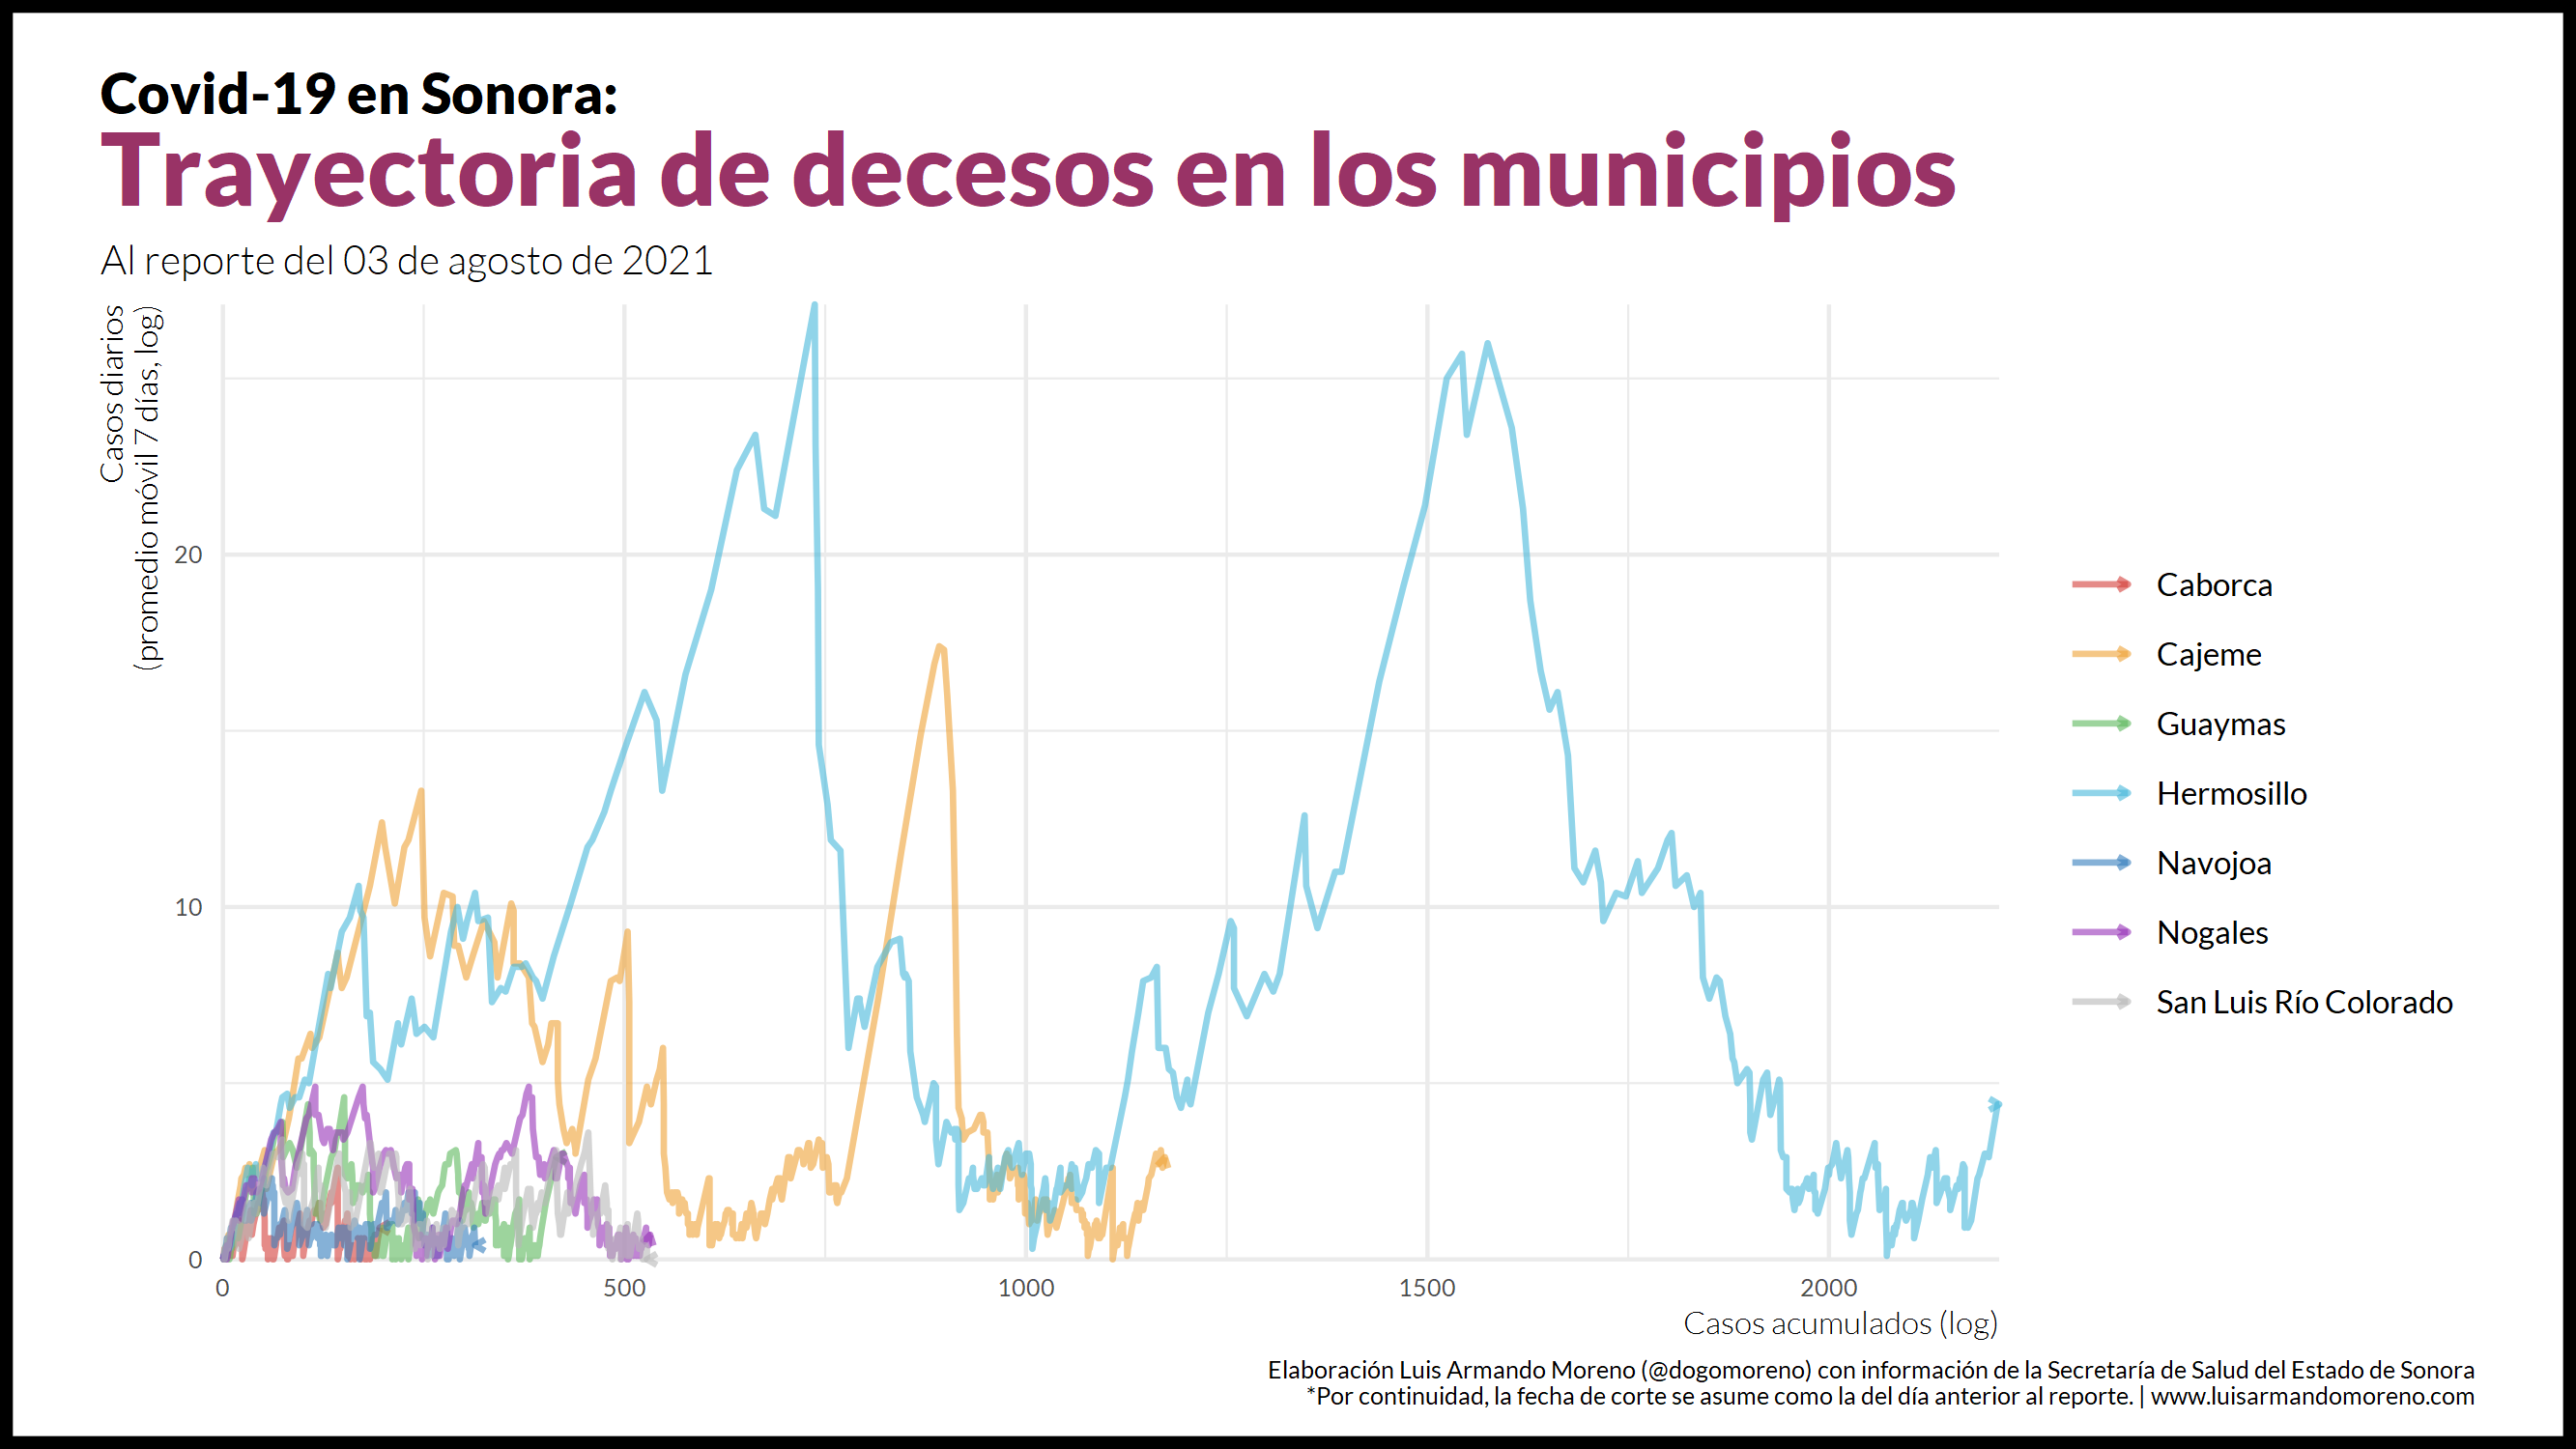 Covid-19 en Sonora:
Trayectoria de decesos en los municipios
Al reporte del 03 de agosto de 2021
Casos diarios
(promedio móvil 7 días, log)
20
10
0
0
500
1000
1500
2000
Casos acumulados (log)
Caborca
Cajeme
Guaymas
Hermosillo
Navojoa
Nogales
San Luis Río Colorado
Elaboración Luis Armando Moreno (@dogomoreno) con información de la Secretaría de Salud del Estado de Sonora
*Por continuidad, la fecha de corte se asume como la del día anterior al reporte. | www.luisarmandomoreno.com